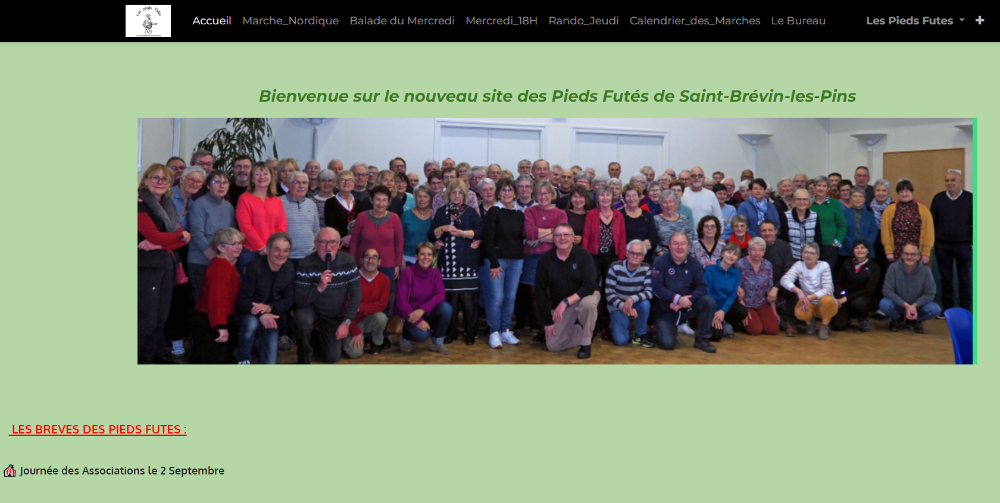 Les pieds Futés
Accueil Marche_Nordique Balade du Mercredi Mercredi_18H Rando_Jeudi Calendrier_des_Marches Le Bureau Les Pieds Futes
Bienvenue sur le nouveau site des Pieds Futés de Saint-Brévin-les-Pins
LES BREVES DES PIEDS FUTES :
Journée des Associations le 2 Septembre